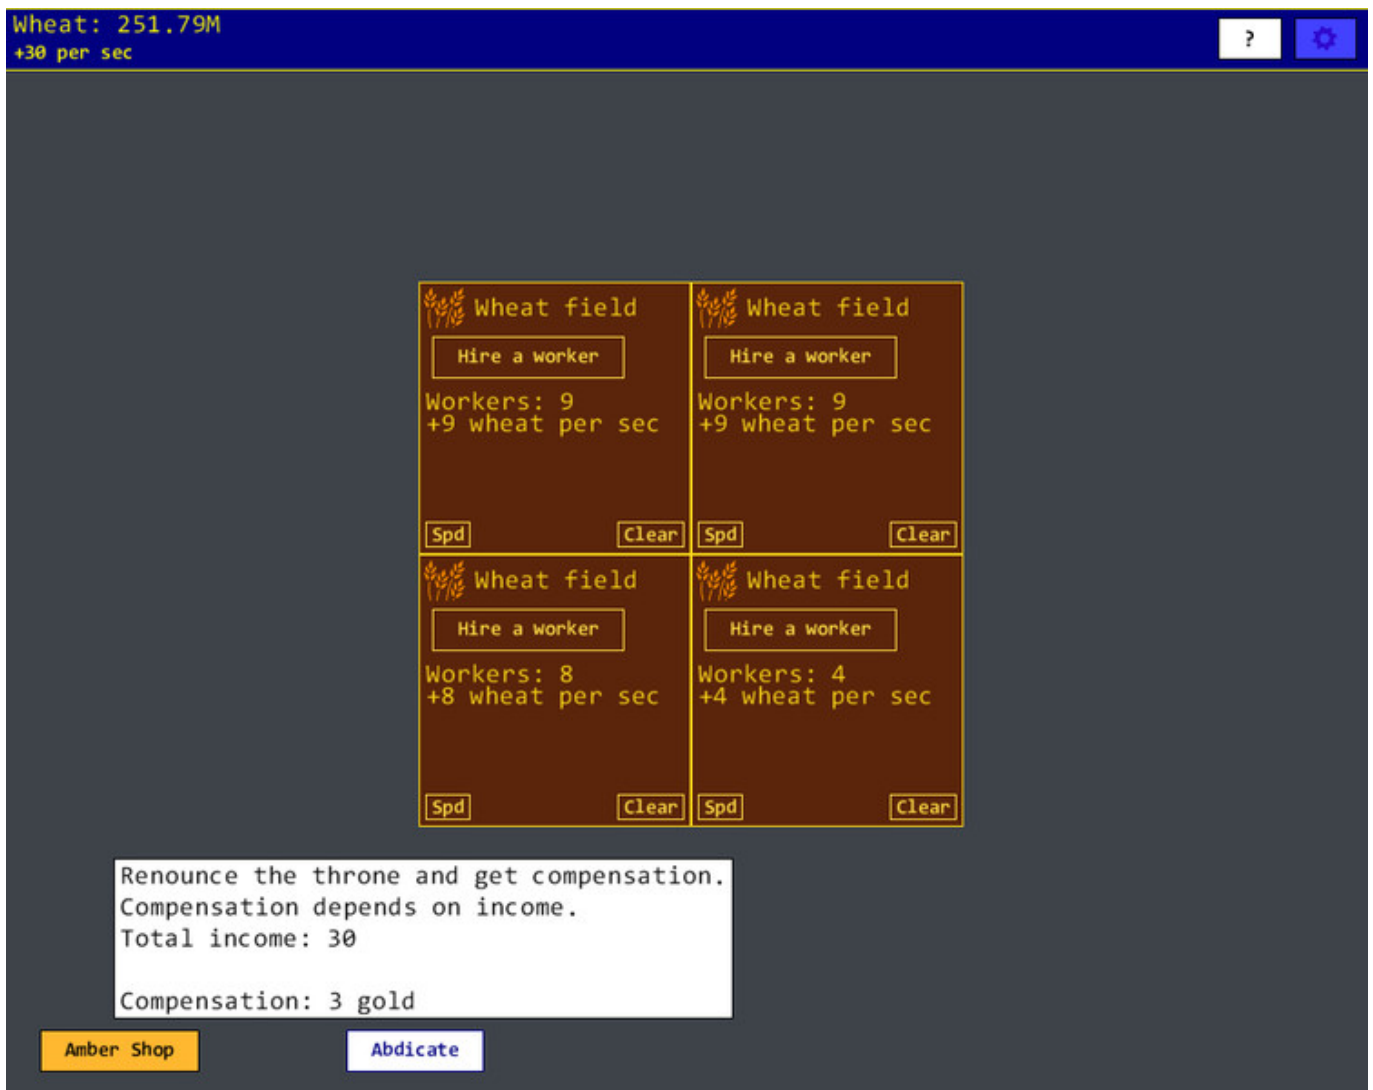 Wheat: 251.79M
+30 per sec
?
Wheat field
Hire a worker
Workers: 9
+9 wheat per sec
Spd
Clear
Wheat field
Hire a worker
Workers: 9
+9 wheat per sec
Spd
Clear
Wheat field
Hire a worker
Workers: 8
+8 wheat per sec
Spd
Clear
Wheat field
Hire a worker
Workers: 4
+4 wheat per sec
Spd
Clear
Renounce the throne and get compensation.
Compensation depends on income.
Total income: 30
Compensation: 3 gold
Amber Shop
Abdicate